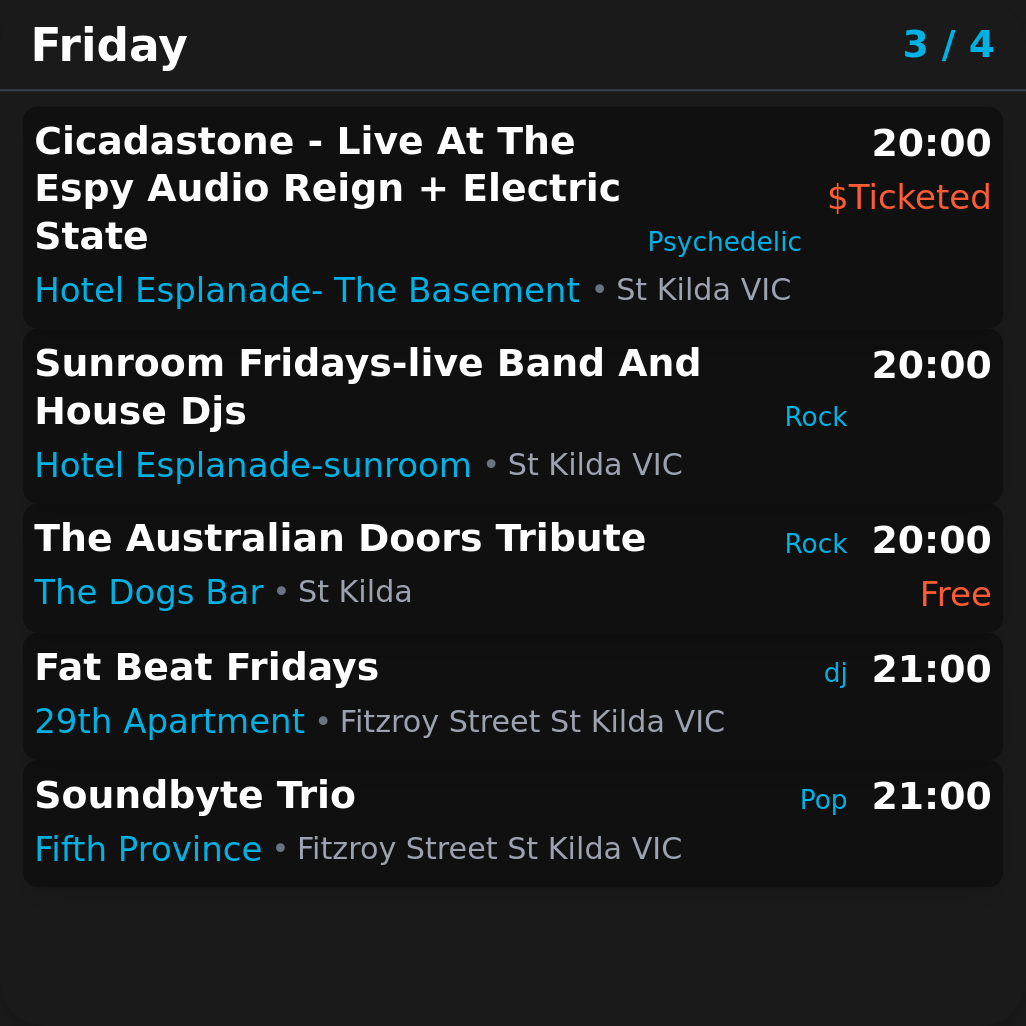 Friday 3 / 4
Cicadastone - Live At The 20:00
Espy Audio Reign + Electric $Ticketed
State Psychedelic
Hotel Esplanade- The Basement • St Kilda VIC
Sunroom Fridays-live Band And 20:00
House Djs Rock
Hotel Esplanade-sunroom • St Kilda VIC
The Australian Doors Tribute Rock 20:00
The Dogs Bar • St Kilda Free
Fat Beat Fridays dj 21:00
29th Apartment • Fitzroy Street St Kilda VIC
Soundbyte Trio Pop 21:00
Fifth Province • Fitzroy Street St Kilda VIC